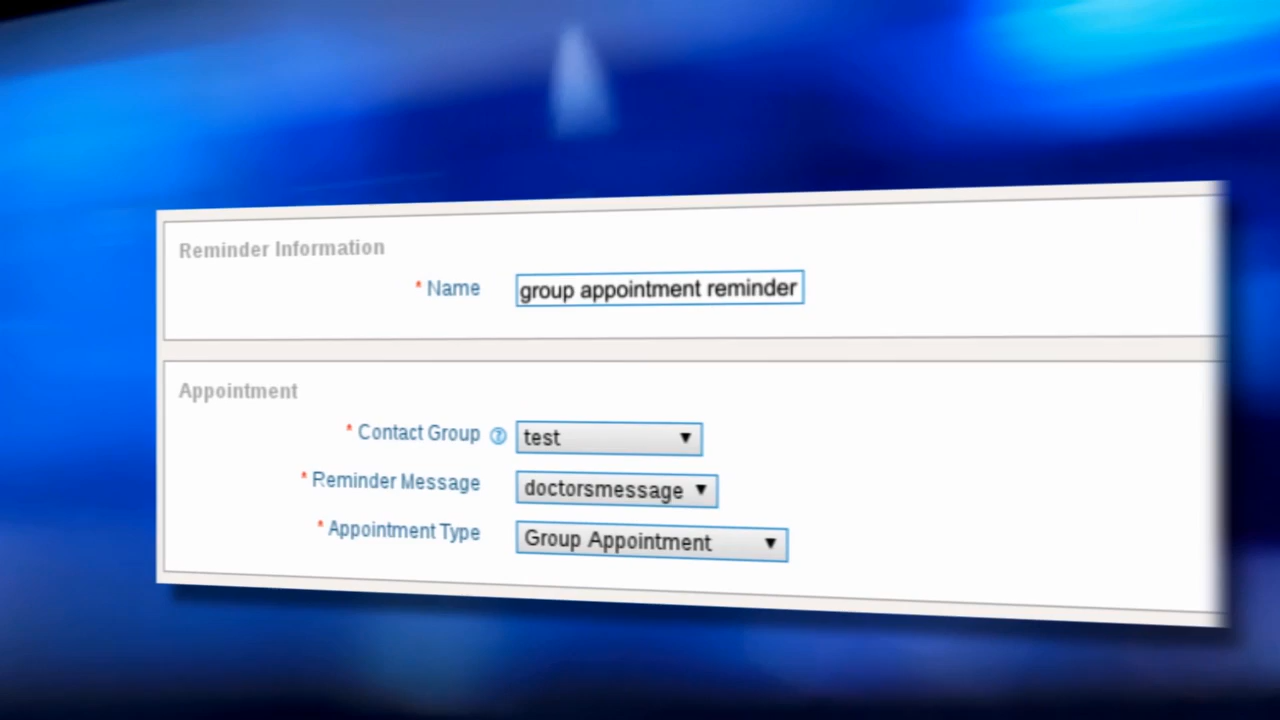 Reminder Information
* Name group appointment reminder
Appointment
* Contact Group ? test ▼
* Reminder Message doctorsmessage ▼
* Appointment Type Group Appointment ▼